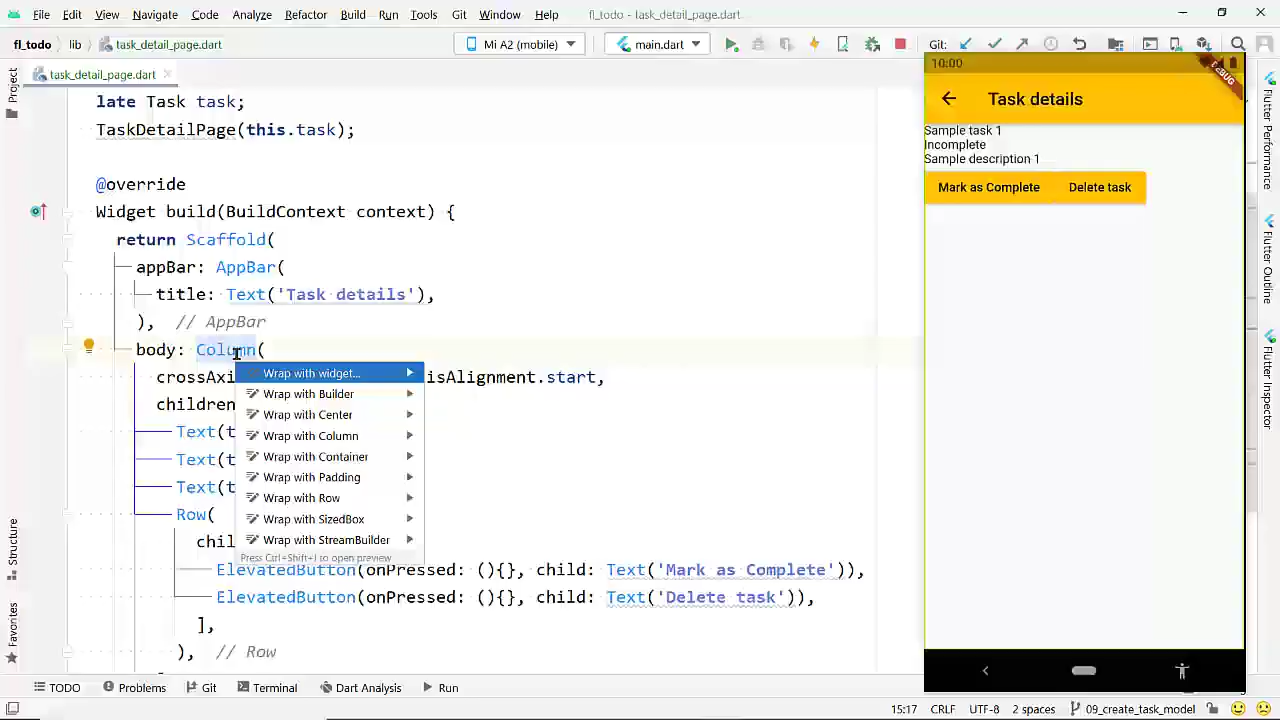 File Edit View Navigate Code Analyze Refactor Build Run Tools Git Window Help fl_todo - task_detail_page.dart
fl_todo lib task_detail_page.dart Mi A2 (mobile) main.dart Git:
task_detail_page.dart
Project
Structure
Favorites
late Task task;
TaskDetailPage(this.task);
@override
Widget build(BuildContext context) {
return Scaffold(
appBar: AppBar(
title: Text('Task details'),
), // AppBar
body: Column(
crossAxi isAlignment.start,
children
Text(t
Text(t
Text(t
Row(
chil
ElevatedButton(onPressed: (){}, child: Text('Mark as Complete')),
ElevatedButton(onPressed: (){}, child: Text('Delete task')),
],
), // Row
Wrap with widget...
Wrap with Builder
Wrap with Center
Wrap with Column
Wrap with Container
Wrap with Padding
Wrap with Row
Wrap with SizedBox
Wrap with StreamBuilder
Press Ctrl+Shift+I to open preview
10:00
DEBUG
Task details
Sample task 1
Incomplete
Sample description 1
Mark as Complete Delete task
Flutter Performance
Flutter Outline
Flutter Inspector
TODO Problems Git Terminal Dart Analysis Run
15:17 CRLF UTF-8 2 spaces 09_create_task_model